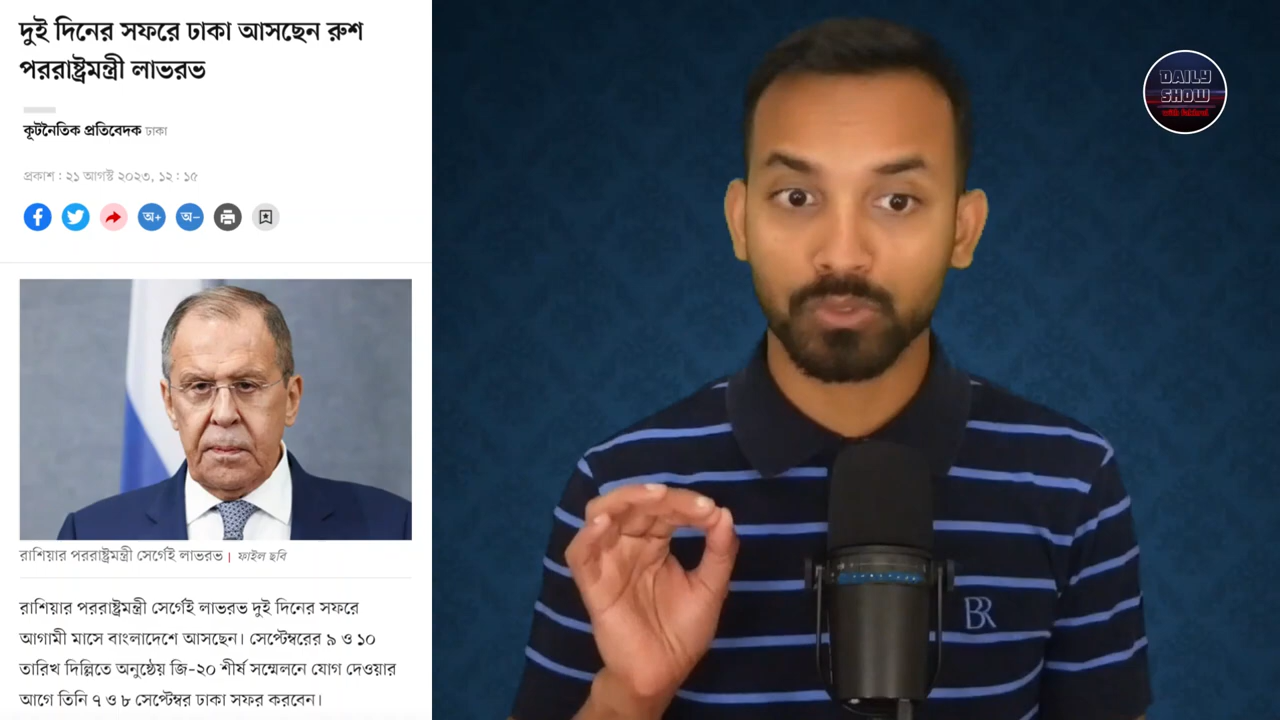 দুই দিনের সফরে ঢাকা আসছেন রুশ
পররাষ্ট্রমন্ত্রী লাভরভ
কূটনৈতিক প্রতিবেদক ঢাকা
প্রকাশ : ২১ আগস্ট ২০২৩, ১২ : ১৫
অ+ অ−
রাশিয়ার পররাষ্ট্রমন্ত্রী সের্গেই লাভরভ | ফাইল ছবি
রাশিয়ার পররাষ্ট্রমন্ত্রী সের্গেই লাভরভ দুই দিনের সফরে
আগামী মাসে বাংলাদেশে আসছেন। সেপ্টেম্বরের ৯ ও ১০
তারিখ দিল্লিতে অনুষ্ঠেয় জি-২০ শীর্ষ সম্মেলনে যোগ দেওয়ার
আগে তিনি ৭ ও ৮ সেপ্টেম্বর ঢাকা সফর করবেন।
DAILY
SHOW
BR